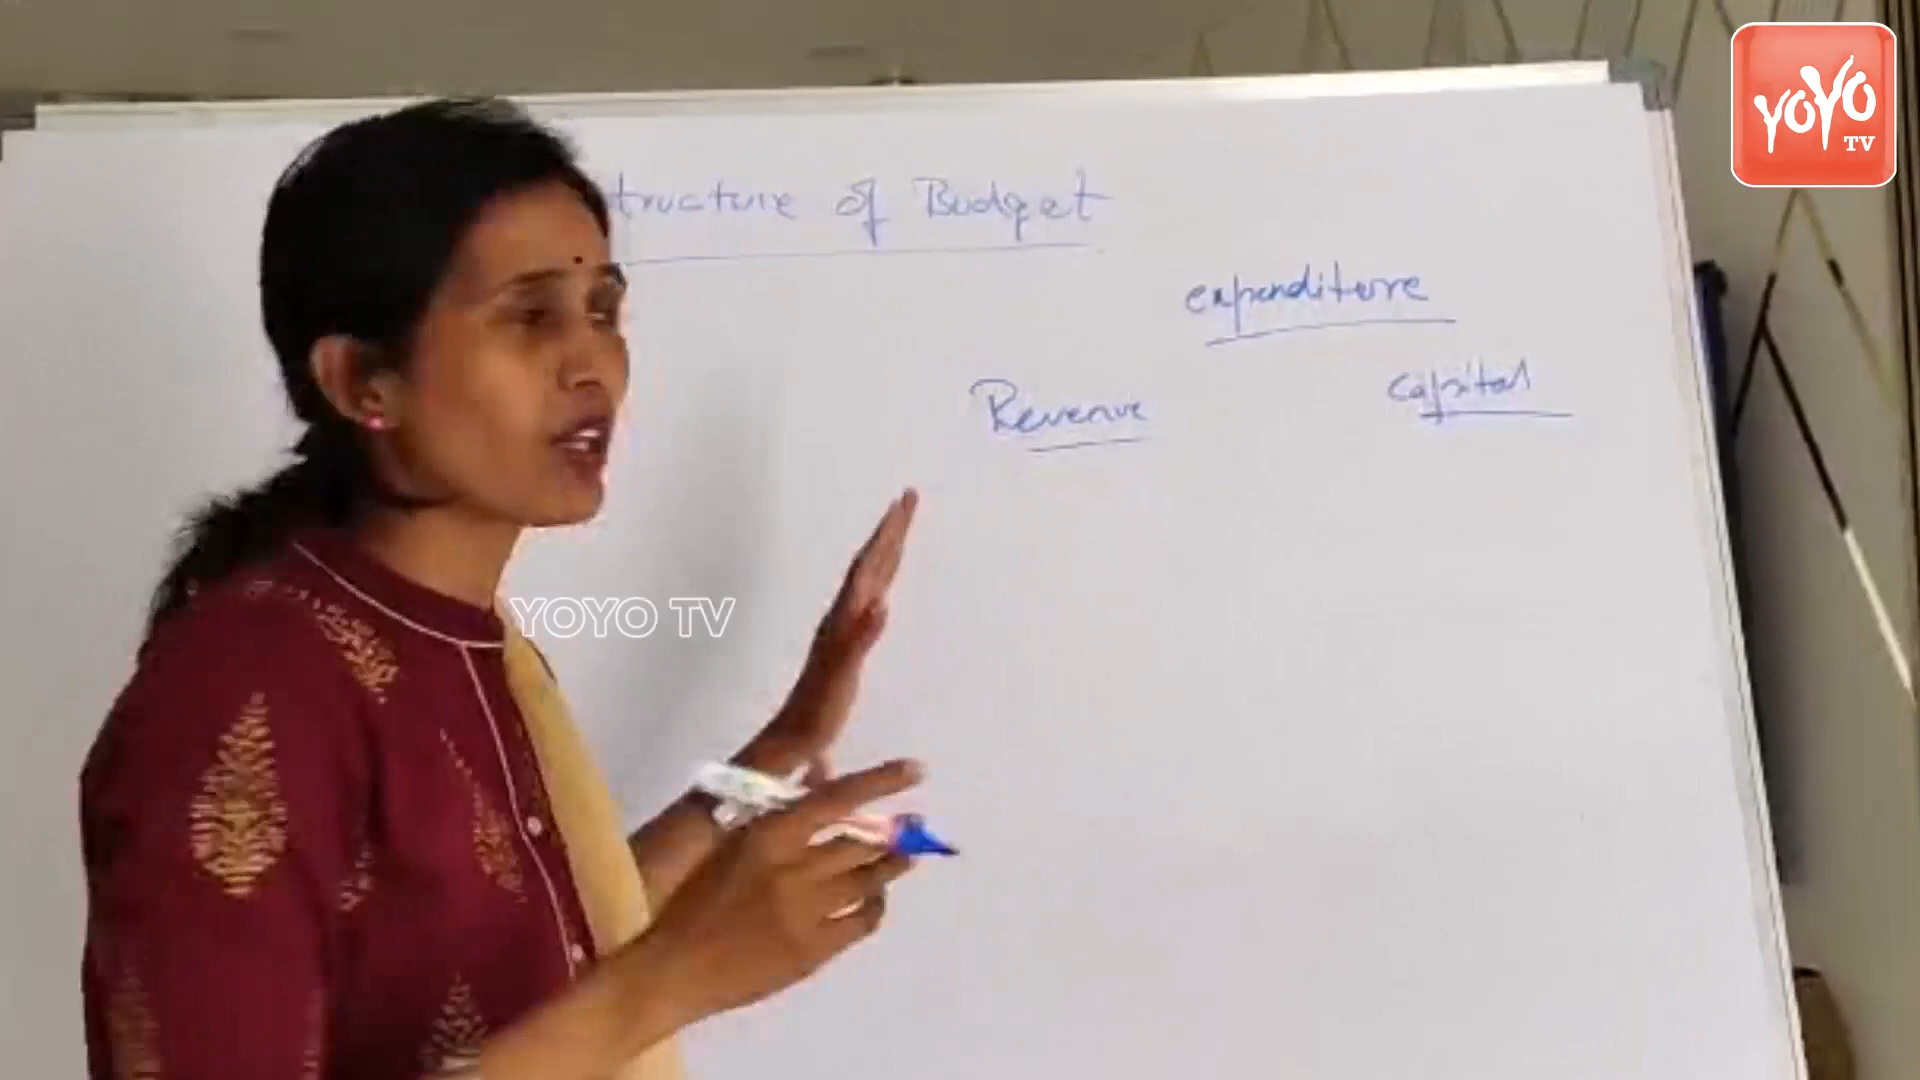 YOYO
TV
tructure of Budget
expenditure
Revenue
capital
YOYO TV